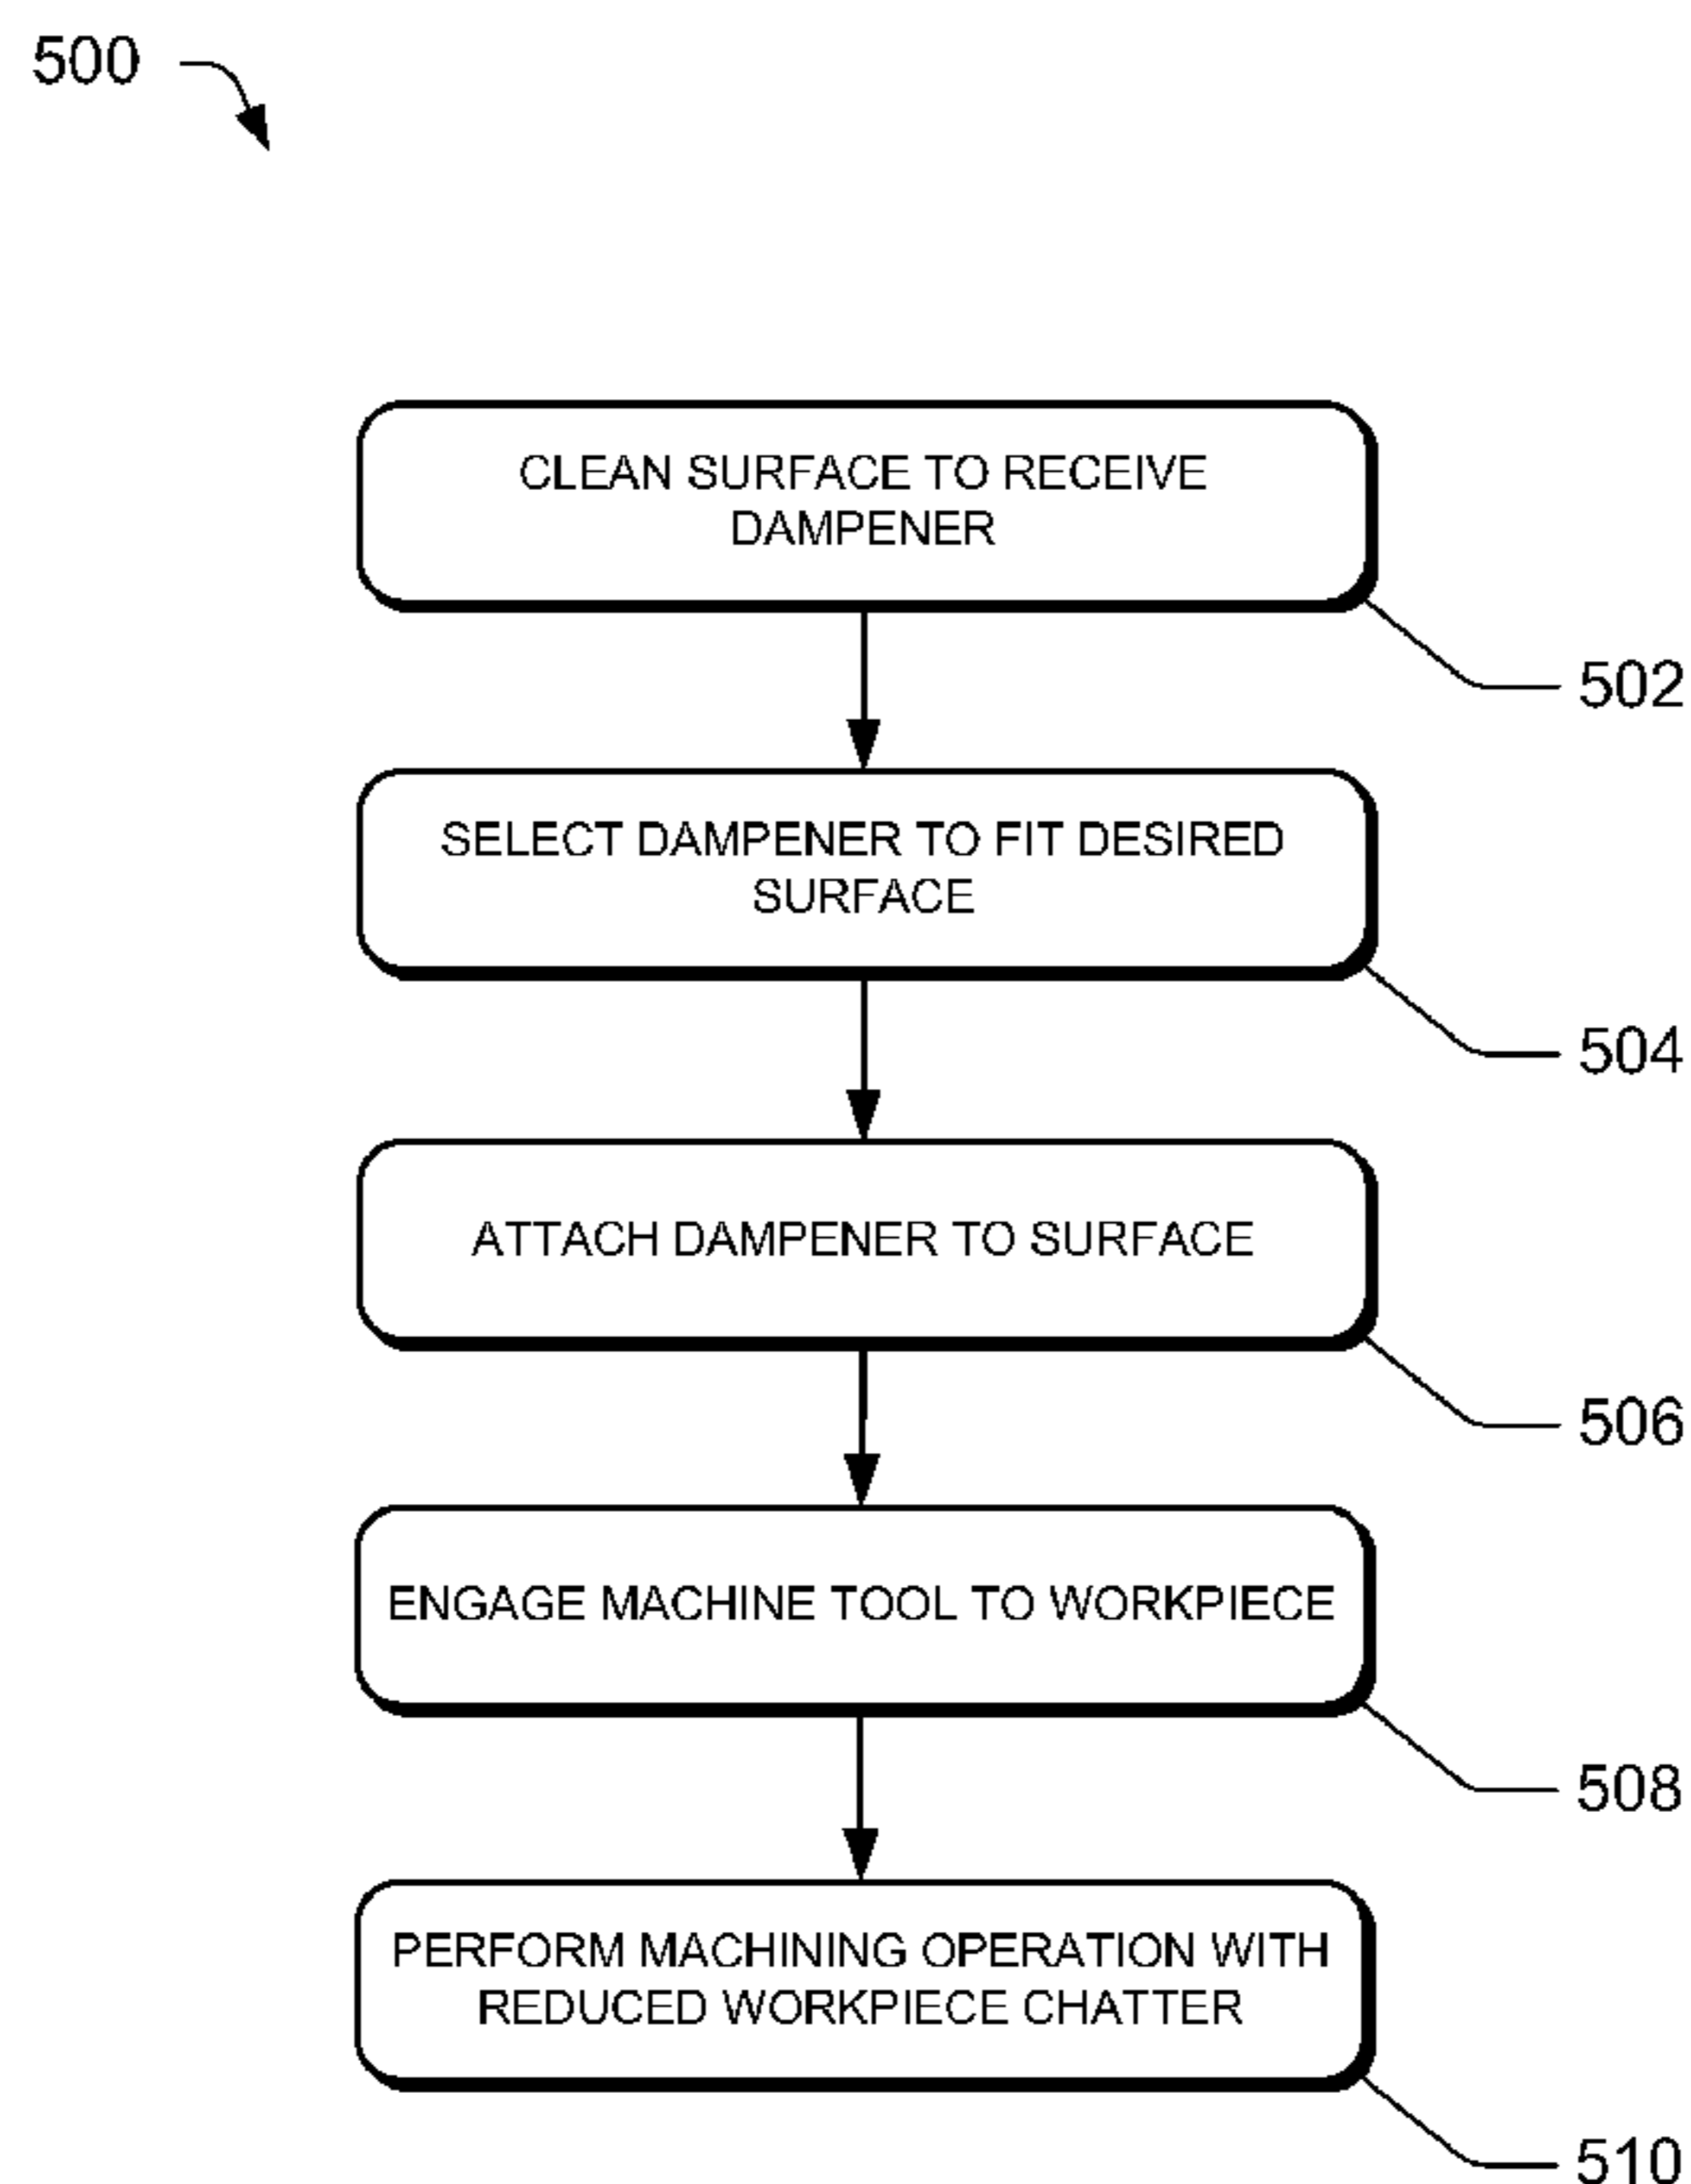 500
CLEAN SURFACE TO RECEIVE
DAMPENER
502
SELECT DAMPENER TO FIT DESIRED
SURFACE
504
ATTACH DAMPENER TO SURFACE
506
ENGAGE MACHINE TOOL TO WORKPIECE
508
PERFORM MACHINING OPERATION WITH
REDUCED WORKPIECE CHATTER
510